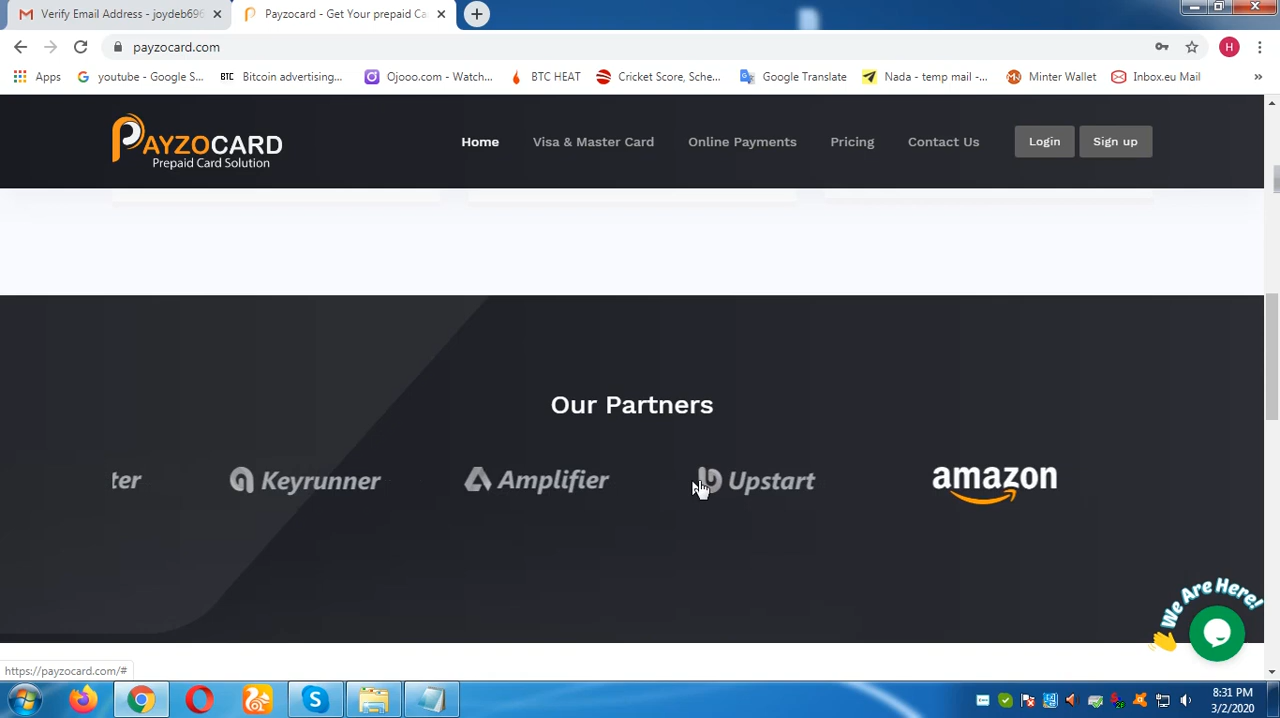 Verify Email Address - joydeb696
Payzocard - Get Your prepaid Ca
payzocard.com
H
Apps
youtube - Google S...
BTC Bitcoin advertising...
Ojooo.com - Watch...
BTC HEAT
Cricket Score, Sche...
Google Translate
Nada - temp mail -...
Minter Wallet
Inbox.eu Mail
»
PAYZOCARD
Prepaid Card Solution
Home
Visa & Master Card
Online Payments
Pricing
Contact Us
Login
Sign up
Our Partners
ter
Keyrunner
Amplifier
Upstart
amazon
We Are Here!
https://payzocard.com/#
8:31 PM
3/2/2020